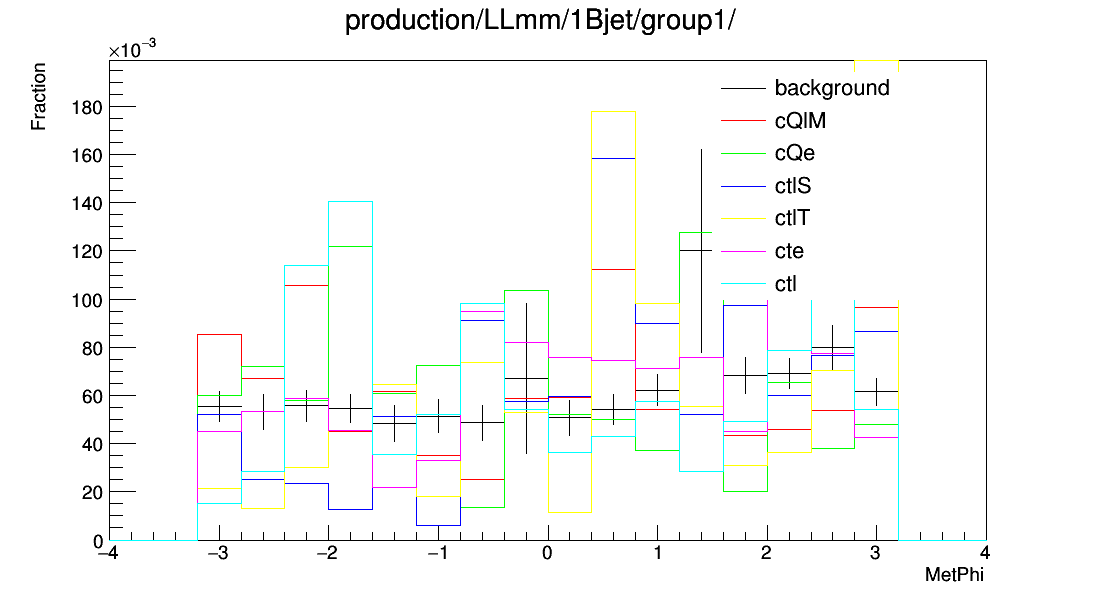 production/LLmm/1Bjet/group1/
×10⁻³
Fraction
180
160
140
120
100
80
60
40
20
0
background
cQlM
cQe
ctlS
ctlT
cte
ctl
−4 −3 −2 −1 0 1 2 3 4
MetPhi